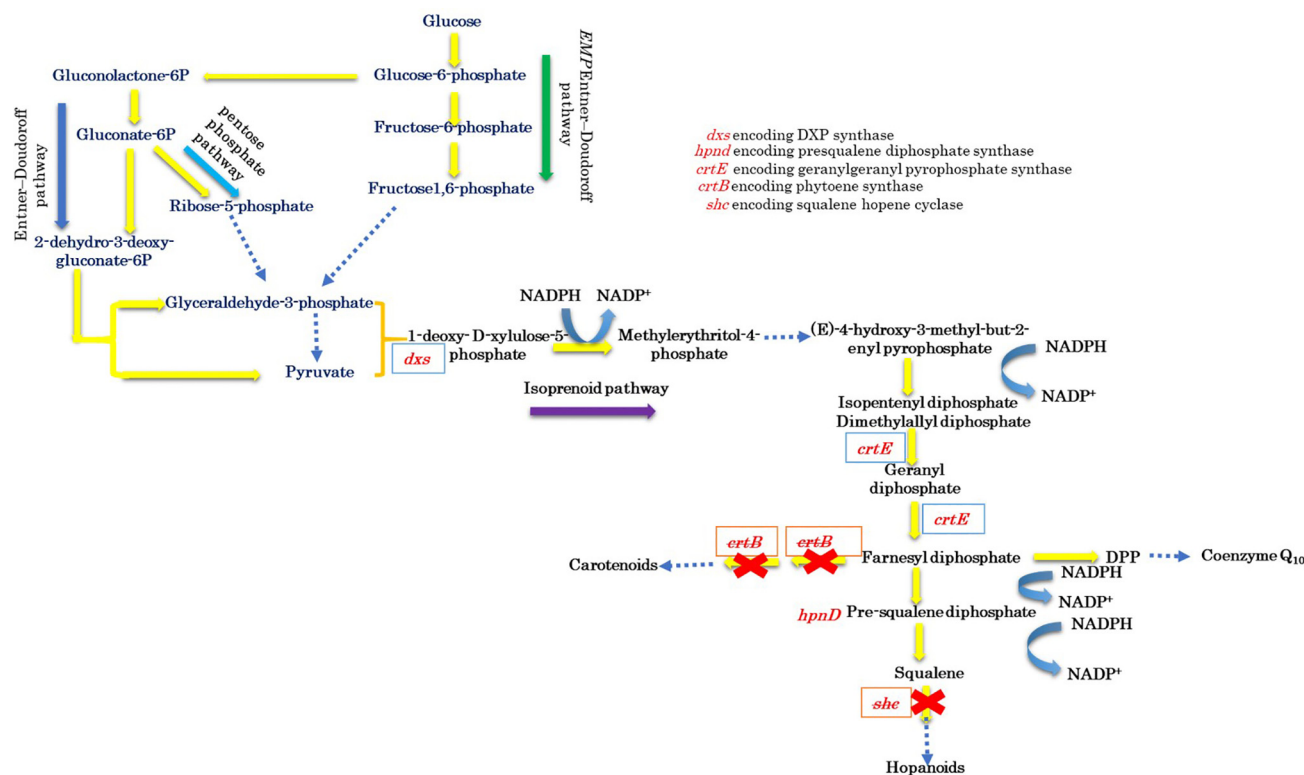 Glucose
Gluconolactone-6P
Glucose-6-phosphate
Gluconate-6P
Fructose-6-phosphate
Fructose1,6-phosphate
Ribose-5-phosphate
Entner–Doudoroff
pathway
pentose
phosphate
pathway
EMPEntner–Doudoroff
pathway
2-dehydro-3-deoxy-
gluconate-6P
Glyceraldehyde-3-phosphate
Pyruvate
dxs encoding DXP synthase
hpnd encoding presqualene diphosphate synthase
crtE encoding geranylgeranyl pyrophosphate synthase
crtB encoding phytoene synthase
shc encoding squalene hopene cyclase
1-deoxy-D-xylulose-5-
phosphate
dxs
NADPH
NADP+
Methylerythritol-4-
phosphate
Isoprenoid pathway
(E)-4-hydroxy-3-methyl-but-2-
enyl pyrophosphate
NADPH
NADP+
Isopentenyl diphosphate
Dimethylallyl diphosphate
crtE
Geranyl
diphosphate
crtE
crtB
crtB
Carotenoids
Farnesyl diphosphate
DPP
Coenzyme Q10
NADPH
NADP+
hpnD
Pre-squalene diphosphate
NADPH
NADP+
Squalene
shc
Hopanoids